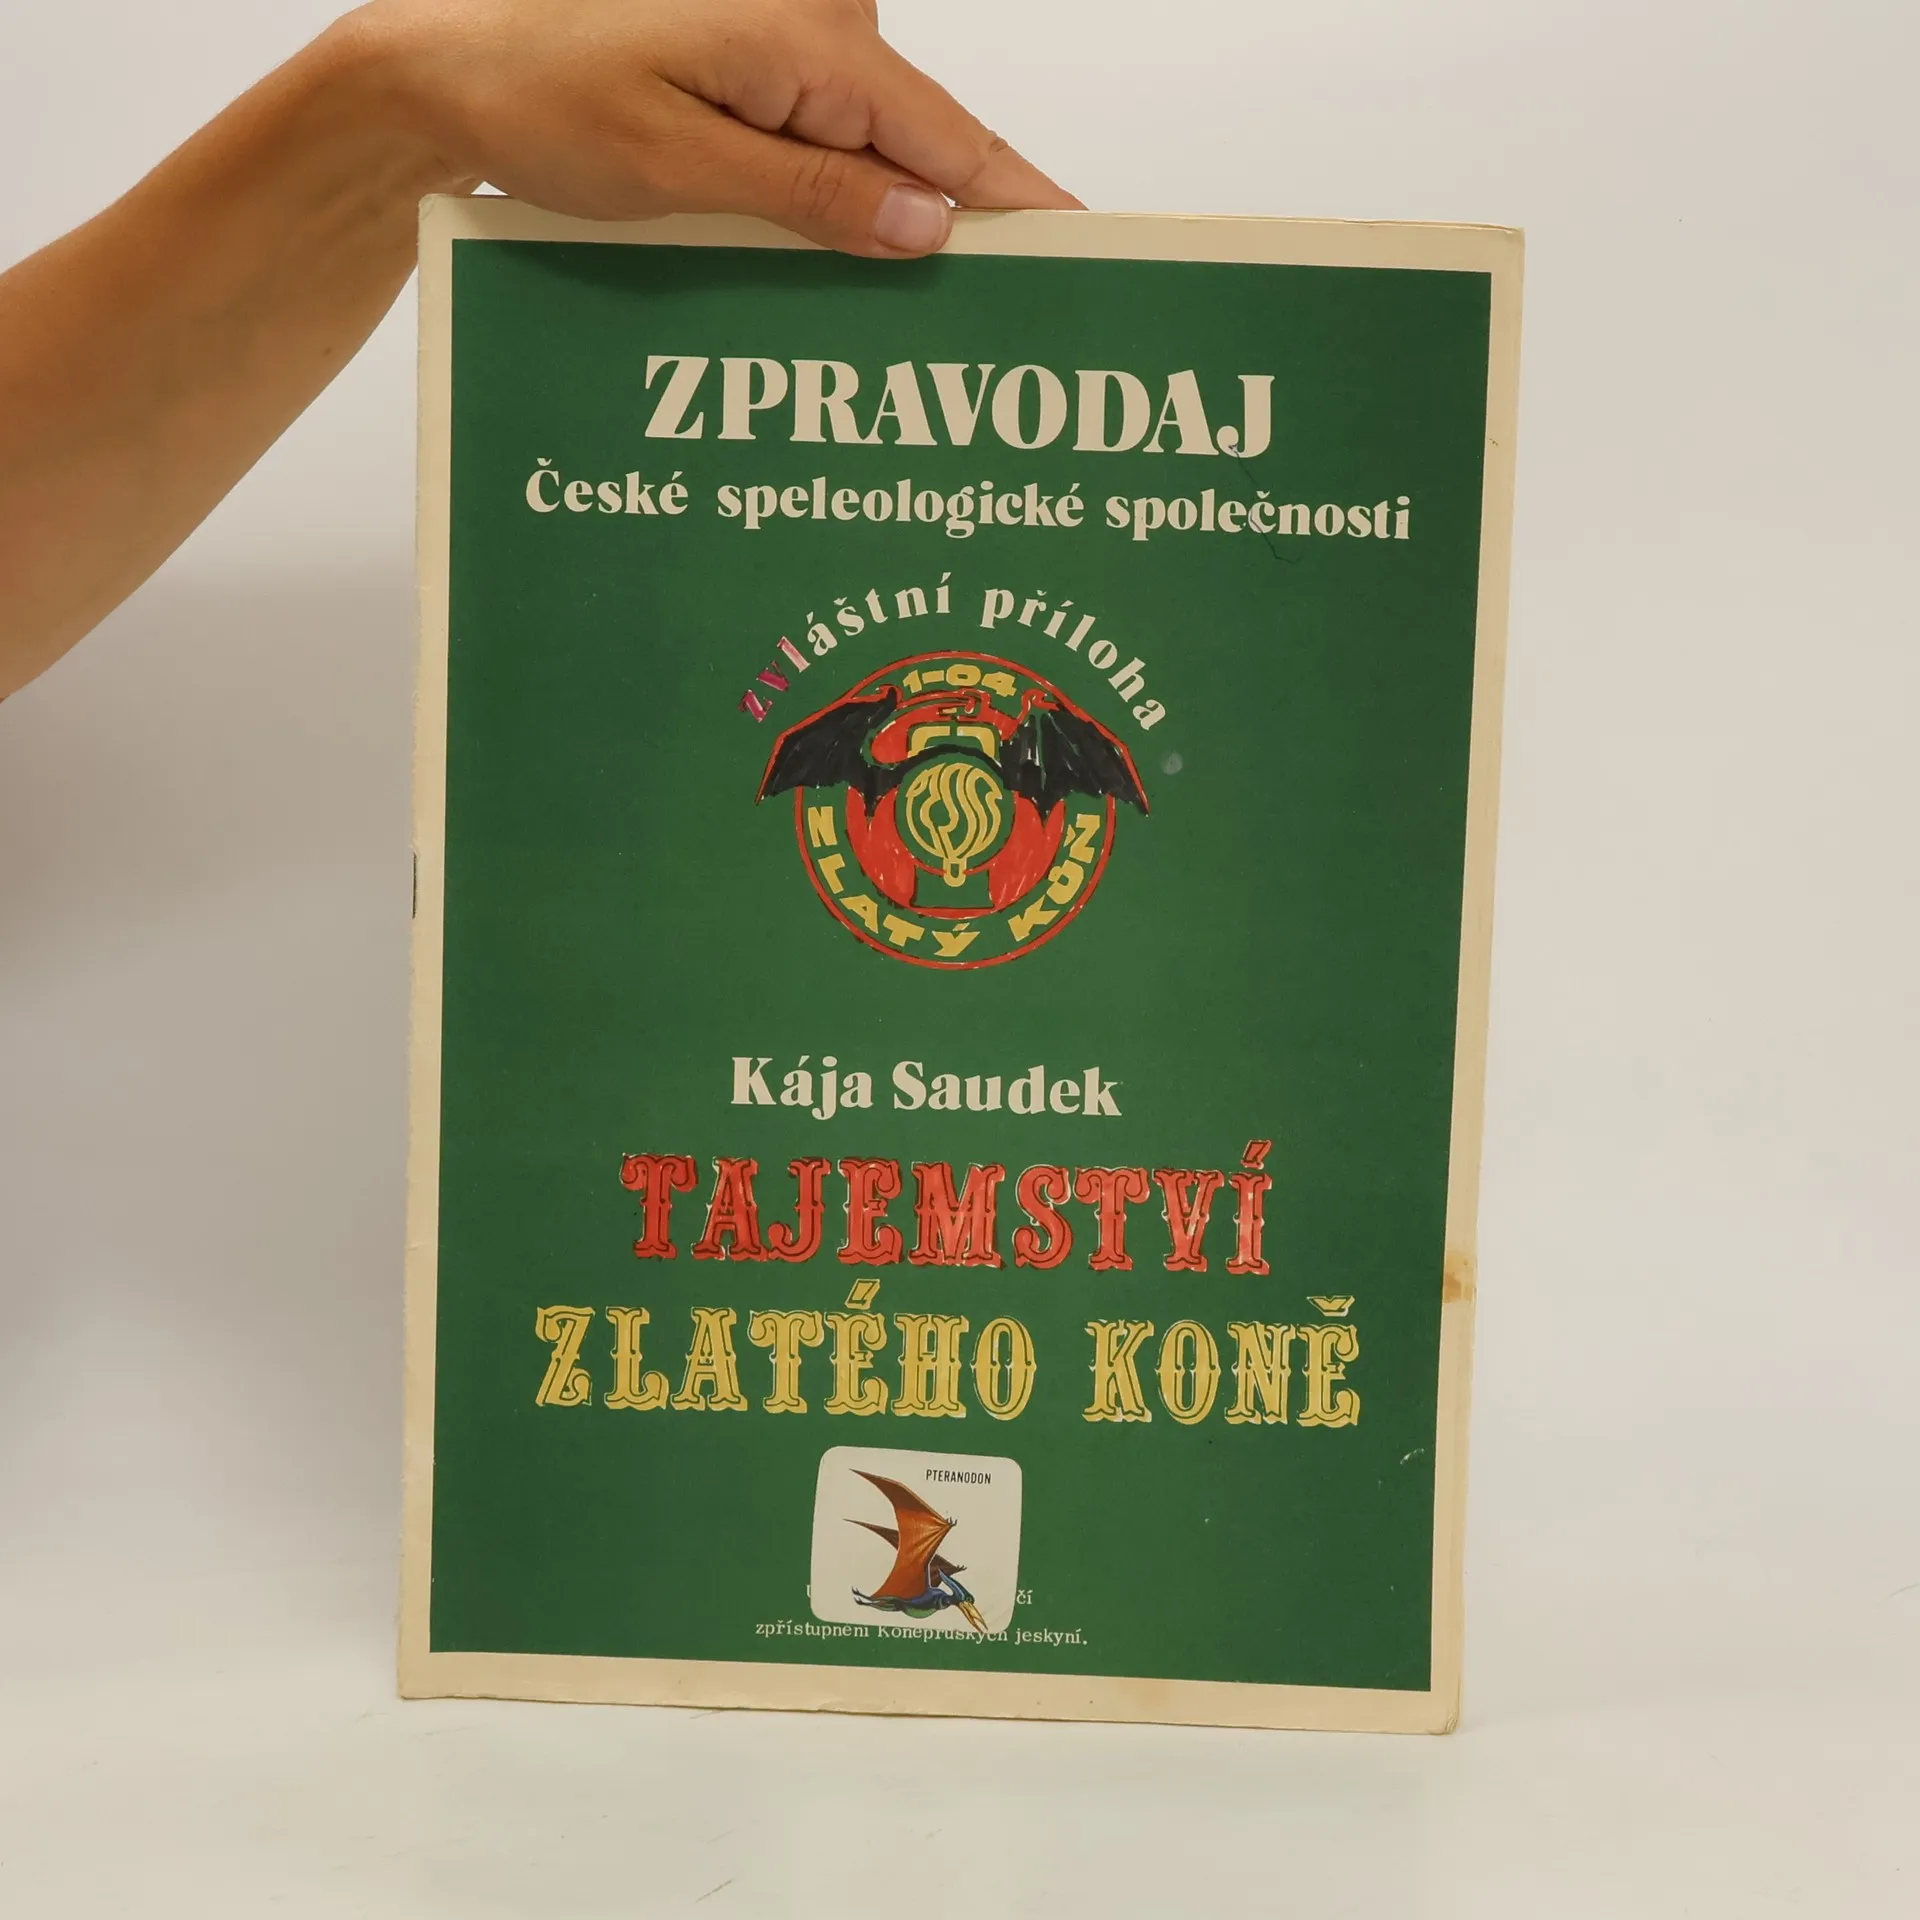 ZPRAVODAJ
České speleologické společnosti
zvláštní příloha
1-04
ZLATÝ KŮŇ
Kája Saudek
TAJEMSTVÍ
ZLATÉHO KONĚ
PTERANODON
čí
zpřístupnění Koněpruských jeskyní.